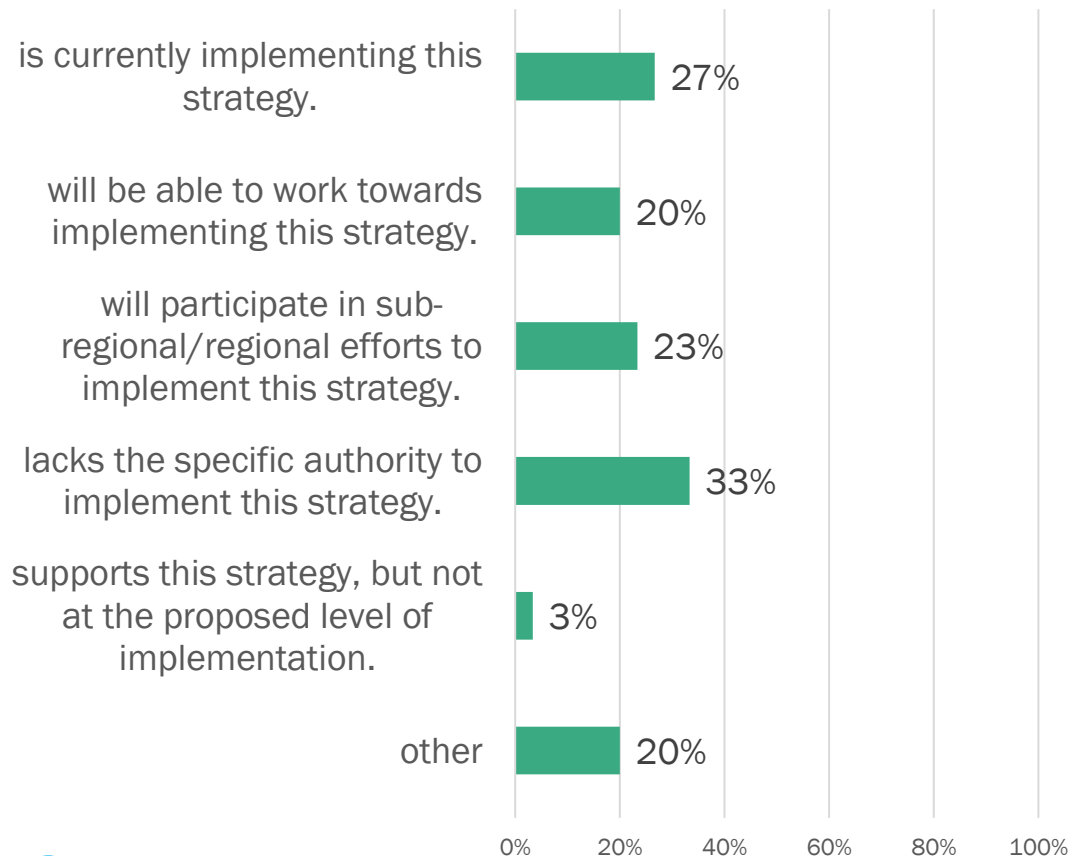 is currently implementing this
strategy.
27%
will be able to work towards
implementing this strategy.
20%
will participate in sub-
regional/regional efforts to
implement this strategy.
23%
lacks the specific authority to
implement this strategy.
33%
supports this strategy, but not
at the proposed level of
implementation.
3%
other
20%
0% 20% 40% 60% 80% 100%